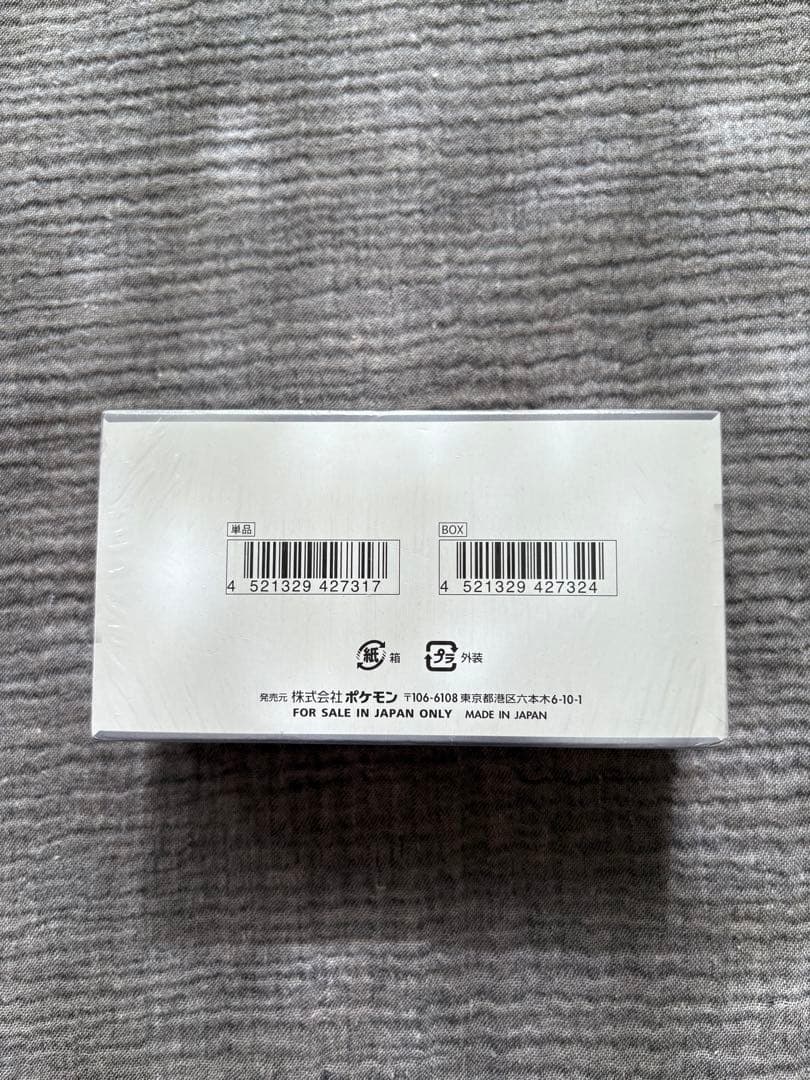 単品
BOX
4 521329 427317
4 521329 427324
紙 箱
プラ 外装
発売元 株式会社ポケモン 〒106-6108 東京都港区六本木6-10-1
FOR SALE IN JAPAN ONLY MADE IN JAPAN